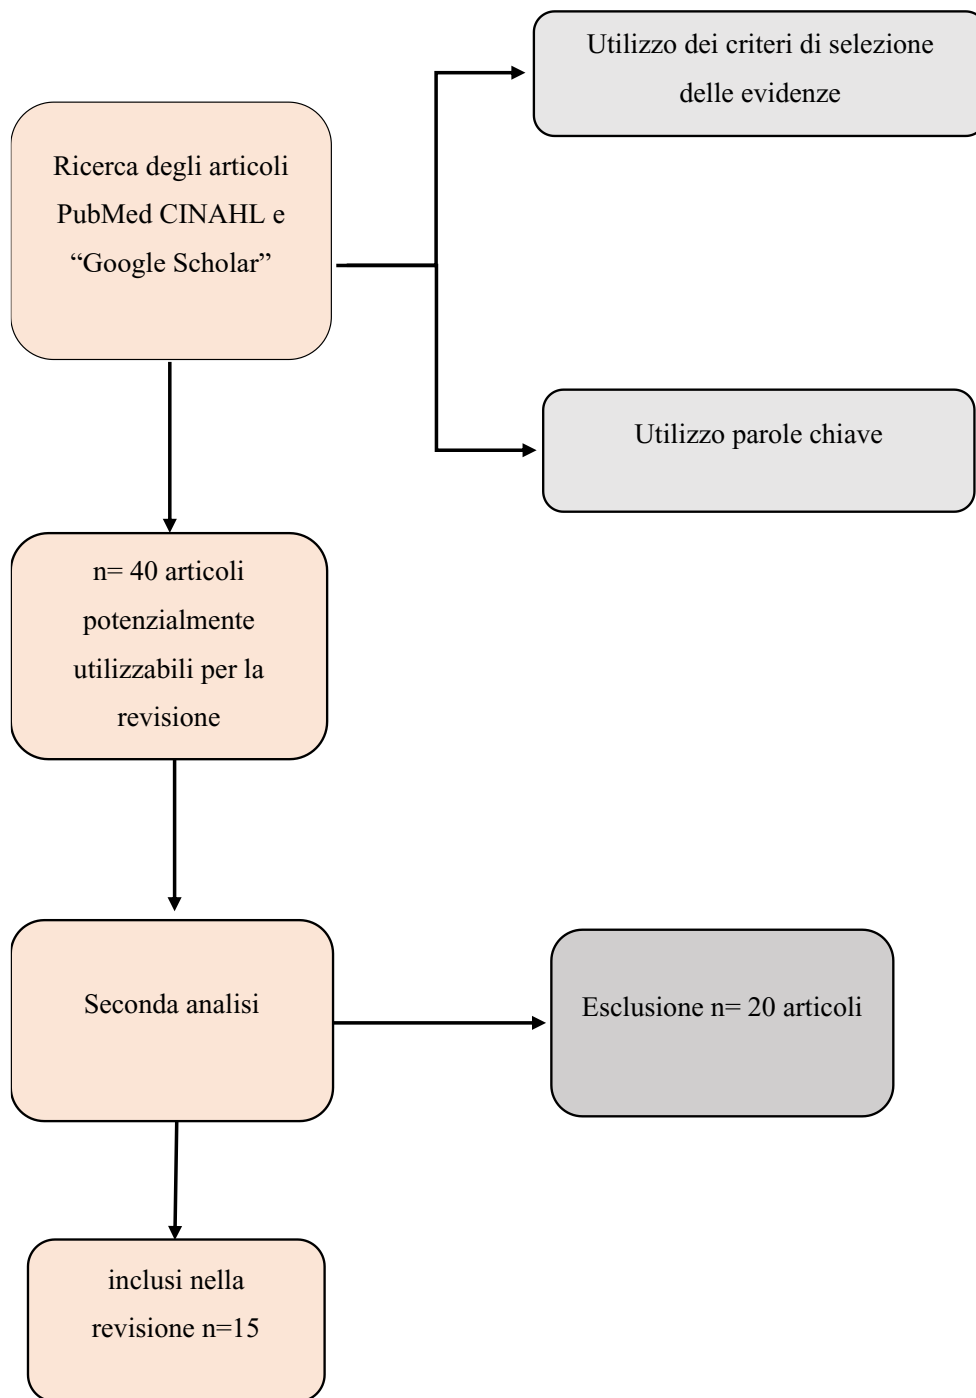 Utilizzo dei criteri di selezione
delle evidenze
Ricerca degli articoli
PubMed CINAHL e
“Google Scholar”
Utilizzo parole chiave
n= 40 articoli
potenzialmente
utilizzabili per la
revisione
Seconda analisi
Esclusione n= 20 articoli
inclusi nella
revisione n=15